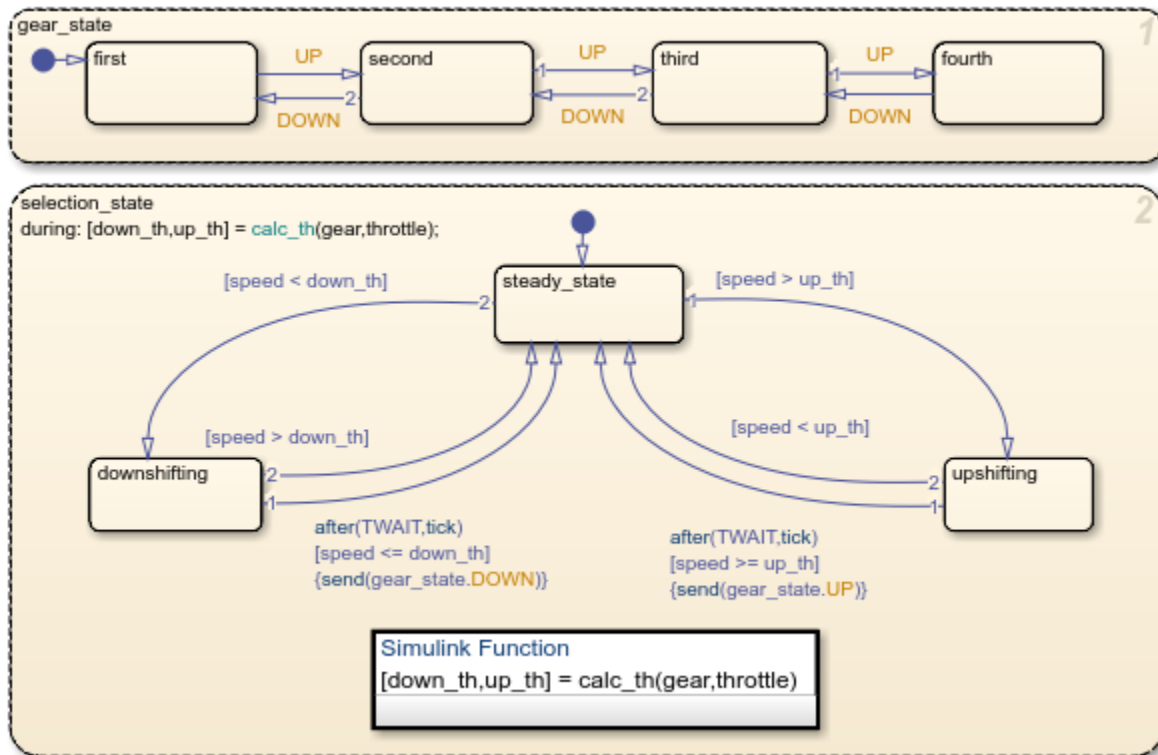 gear_state
1
first
UP
second
1
UP
third
1
UP
fourth
2
2
DOWN
DOWN
DOWN
selection_state
2
during: [down_th,up_th] = calc_th(gear,throttle);
[speed < down_th]
steady_state
[speed > up_th]
2
1
[speed > down_th]
[speed < up_th]
downshifting
2
2
upshifting
1
1
after(TWAIT,tick)
[speed <= down_th]
{send(gear_state.DOWN)}
after(TWAIT,tick)
[speed >= up_th]
{send(gear_state.UP)}
Simulink Function
[down_th,up_th] = calc_th(gear,throttle)